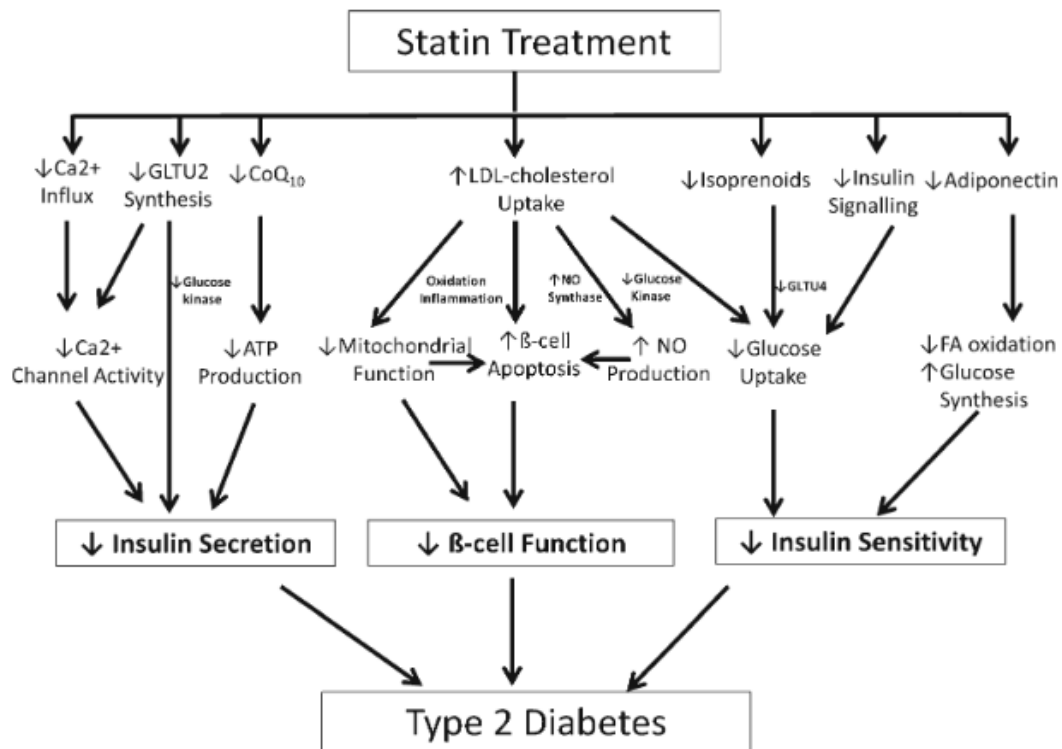 Statin Treatment
↓Ca2+
Influx
↓GLTU2
Synthesis
↓CoQ₁₀
↑LDL-cholesterol
Uptake
↓Isoprenoids
↓Insulin
Signalling
↓Adiponectin
↓Glucose
kinase
Oxidation
Inflammation
↑NO
Synthase
↓Glucose
Kinase
↓GLTU4
↓Ca2+
Channel Activity
↓ATP
Production
↓Mitochondrial
Function
↑ß-cell
Apoptosis
↑ NO
Production
↓Glucose
Uptake
↓FA oxidation
↑Glucose
Synthesis
↓ Insulin Secretion
↓ ß-cell Function
↓ Insulin Sensitivity
Type 2 Diabetes